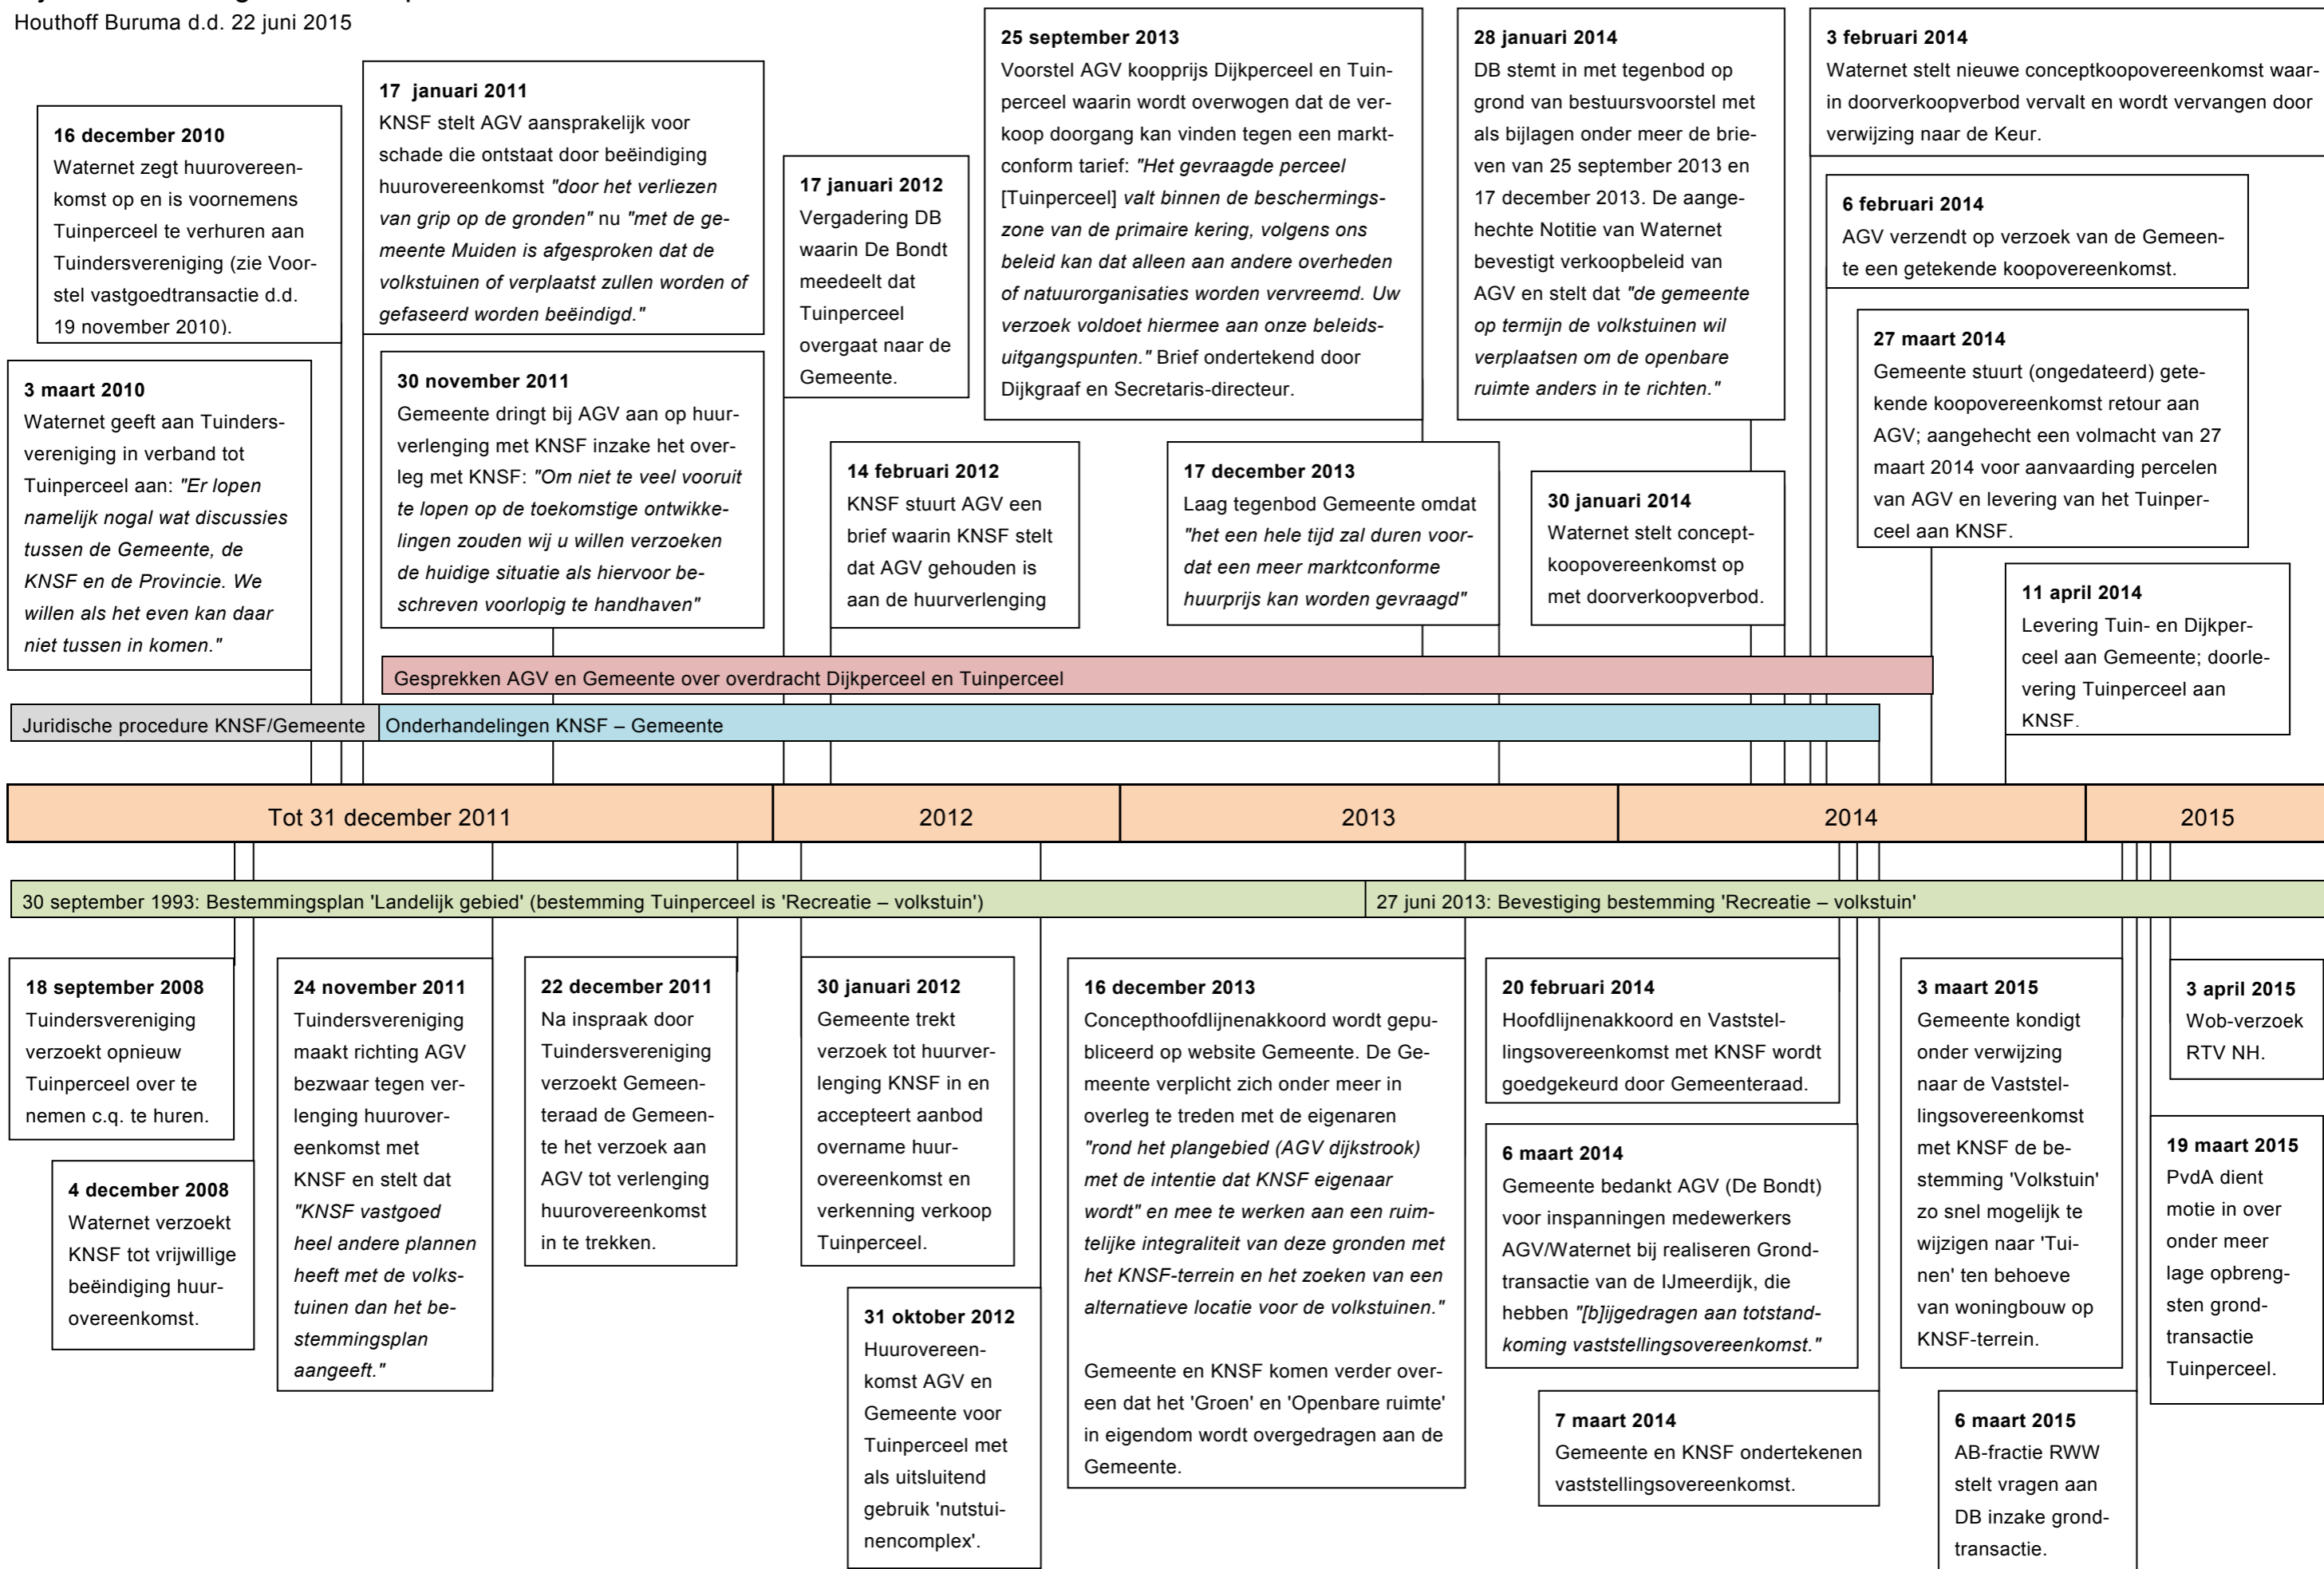 Houthoff Buruma d.d. 22 juni 2015
16 december 2010
Waternet zegt huurovereen-
komst op en is voornemens
Tuinperceel te verhuren aan
Tuindersvereniging (zie Voor-
stel vastgoedtransactie d.d.
19 november 2010).
3 maart 2010
Waternet geeft aan Tuinders-
vereniging in verband tot
Tuinperceel aan: "Er lopen
namelijk nogal wat discussies
tussen de Gemeente, de
KNSF en de Provincie. We
willen als het even kan daar
niet tussen in komen."
17 januari 2011
KNSF stelt AGV aansprakelijk voor
schade die ontstaat door beëindiging
huurovereenkomst "door het verliezen
van grip op de gronden" nu "met de ge-
meente Muiden is afgesproken dat de
volkstuinen of verplaatst zullen worden of
gefaseerd worden beëindigd."
30 november 2011
Gemeente dringt bij AGV aan op huur-
verlenging met KNSF inzake het over-
leg met KNSF: "Om niet te veel vooruit
te lopen op de toekomstige ontwikke-
lingen zouden wij u willen verzoeken
de huidige situatie als hiervoor be-
schreven voorlopig te handhaven"
17 januari 2012
Vergadering DB
waarin De Bondt
meedeelt dat
Tuinperceel
overgaat naar de
Gemeente.
14 februari 2012
KNSF stuurt AGV een
brief waarin KNSF stelt
dat AGV gehouden is
aan de huurverlenging
25 september 2013
Voorstel AGV koopprijs Dijkperceel en Tuin-
perceel waarin wordt overwogen dat de ver-
koop doorgang kan vinden tegen een markt-
conform tarief: "Het gevraagde perceel
[Tuinperceel] valt binnen de beschermings-
zone van de primaire kering, volgens ons
beleid kan dat alleen aan andere overheden
of natuurorganisaties worden vervreemd. Uw
verzoek voldoet hiermee aan onze beleids-
uitgangspunten." Brief ondertekend door
Dijkgraaf en Secretaris-directeur.
17 december 2013
Laag tegenbod Gemeente omdat
"het een hele tijd zal duren voor-
dat een meer marktconforme
huurprijs kan worden gevraagd"
28 januari 2014
DB stemt in met tegenbod op
grond van bestuursvoorstel met
als bijlagen onder meer de brie-
ven van 25 september 2013 en
17 december 2013. De aange-
hechte Notitie van Waternet
bevestigt verkoopbeleid van
AGV en stelt dat "de gemeente
op termijn de volkstuinen wil
verplaatsen om de openbare
ruimte anders in te richten."
30 januari 2014
Waternet stelt concept-
koopovereenkomst op
met doorverkoopverbod.
3 februari 2014
Waternet stelt nieuwe conceptkoopovereenkomst waar-
in doorverkoopverbod vervalt en wordt vervangen door
verwijzing naar de Keur.
6 februari 2014
AGV verzendt op verzoek van de Gemeen-
te een getekende koopovereenkomst.
27 maart 2014
Gemeente stuurt (ongedateerd) gete-
kende koopovereenkomst retour aan
AGV; aangehecht een volmacht van 27
maart 2014 voor aanvaarding percelen
van AGV en levering van het Tuinper-
ceel aan KNSF.
11 april 2014
Levering Tuin- en Dijkper-
ceel aan Gemeente; doorle-
vering Tuinperceel aan
KNSF.
Gesprekken AGV en Gemeente over overdracht Dijkperceel en Tuinperceel
Juridische procedure KNSF/Gemeente
Onderhandelingen KNSF – Gemeente
Tot 31 december 2011
2012
2013
2014
2015
30 september 1993: Bestemmingsplan 'Landelijk gebied' (bestemming Tuinperceel is 'Recreatie – volkstuin')
27 juni 2013: Bevestiging bestemming 'Recreatie – volkstuin'
18 september 2008
Tuindersvereniging
verzoekt opnieuw
Tuinperceel over te
nemen c.q. te huren.
4 december 2008
Waternet verzoekt
KNSF tot vrijwillige
beëindiging huur-
overeenkomst.
24 november 2011
Tuindersvereniging
maakt richting AGV
bezwaar tegen ver-
lenging huurover-
eenkomst met
KNSF en stelt dat
"KNSF vastgoed
heel andere plannen
heeft met de volks-
tuinen dan het be-
stemmingsplan
aangeeft."
22 december 2011
Na inspraak door
Tuindersvereniging
verzoekt Gemeen-
teraad de Gemeen-
te het verzoek aan
AGV tot verlenging
huurovereenkomst
in te trekken.
30 januari 2012
Gemeente trekt
verzoek tot huurver-
lenging KNSF in en
accepteert aanbod
overname huur-
overeenkomst en
verkenning verkoop
Tuinperceel.
31 oktober 2012
Huurovereen-
komst AGV en
Gemeente voor
Tuinperceel met
als uitsluitend
gebruik 'nutstui-
nencomplex'.
16 december 2013
Concepthoofdlijnenakkoord wordt gepu-
bliceerd op website Gemeente. De Ge-
meente verplicht zich onder meer in
overleg te treden met de eigenaren
"rond het plangebied (AGV dijkstrook)
met de intentie dat KNSF eigenaar
wordt" en mee te werken aan een ruim-
telijke integraliteit van deze gronden met
het KNSF-terrein en het zoeken van een
alternatieve locatie voor de volkstuinen."
Gemeente en KNSF komen verder over-
een dat het 'Groen' en 'Openbare ruimte'
in eigendom wordt overgedragen aan de
Gemeente.
20 februari 2014
Hoofdlijnenakkoord en Vaststel-
lingsovereenkomst met KNSF wordt
goedgekeurd door Gemeenteraad.
6 maart 2014
Gemeente bedankt AGV (De Bondt)
voor inspanningen medewerkers
AGV/Waternet bij realiseren Grond-
transactie van de IJmeerdijk, die
hebben "[b]ijgedragen aan totstand-
koming vaststellingsovereenkomst."
7 maart 2014
Gemeente en KNSF ondertekenen
vaststellingsovereenkomst.
3 maart 2015
Gemeente kondigt
onder verwijzing
naar de Vaststel-
lingsovereenkomst
met KNSF de be-
stemming 'Volkstuin'
zo snel mogelijk te
wijzigen naar 'Tui-
nen' ten behoeve
van woningbouw op
KNSF-terrein.
6 maart 2015
AB-fractie RWW
stelt vragen aan
DB inzake grond-
transactie.
3 april 2015
Wob-verzoek
RTV NH.
19 maart 2015
PvdA dient
motie in over
onder meer
lage opbreng-
sten grond-
transactie
Tuinperceel.